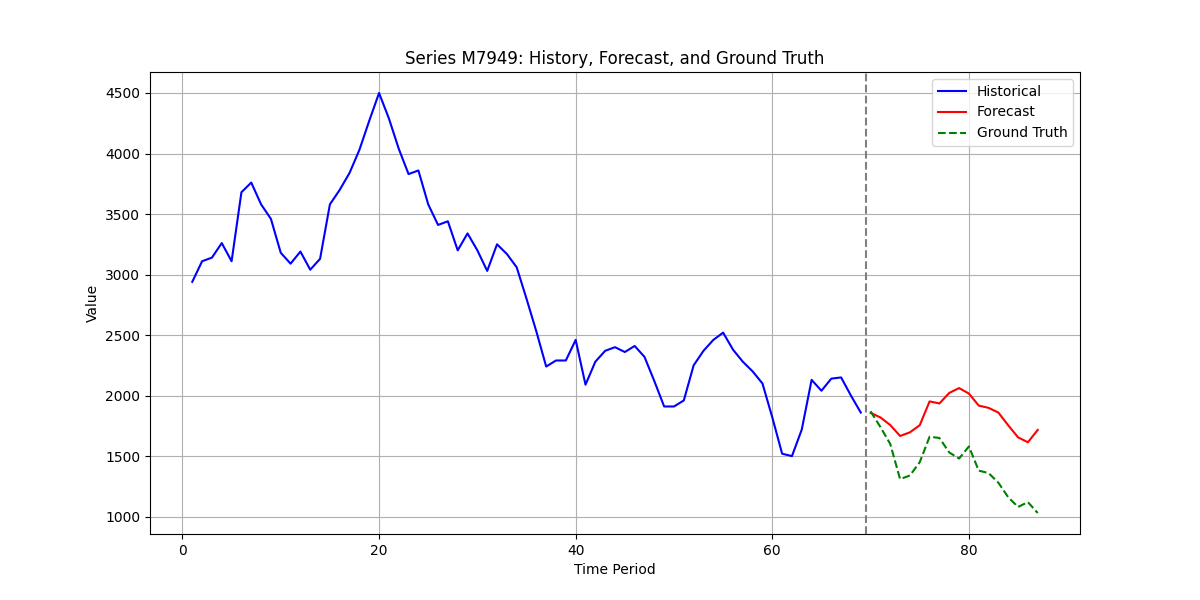 Series M7949: History, Forecast, and Ground Truth
Historical
Forecast
Ground Truth
4500
4000
3500
3000
2500
2000
1500
1000
Value
0 20 40 60 80
Time Period